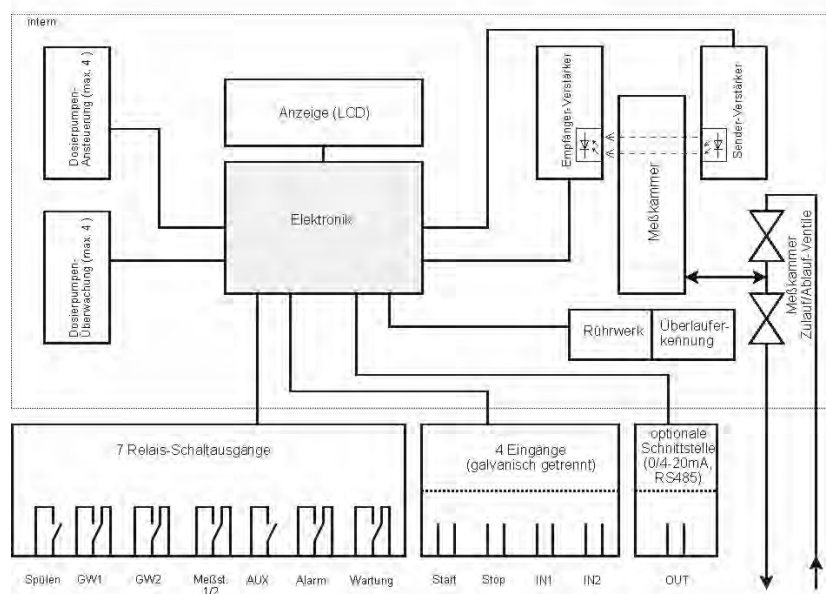 intern
Dosierpumpen-
Ansteuerung (max. 4 )
Anzeige (LCD)
Empfänger-Verstärker
Sender-Verstärker
Elektronik
Meßkammer
Dosierpumpen-
Überwachung ( max. 4 )
Meßkammer
Zulauf/Ablauf-Ventile
Rührwerk
Überlaufer-
kennung
7 Relais-Schaltausgänge
4 Eingänge
(galvanisch getrennt)
optionale
Schnittstelle
(0/4-20mA,
RS485)
Spülen
GW1
GW2
Meßst.
1/2
AUX
Alarm
Wartung
Start
Stop
IN1
IN2
OUT